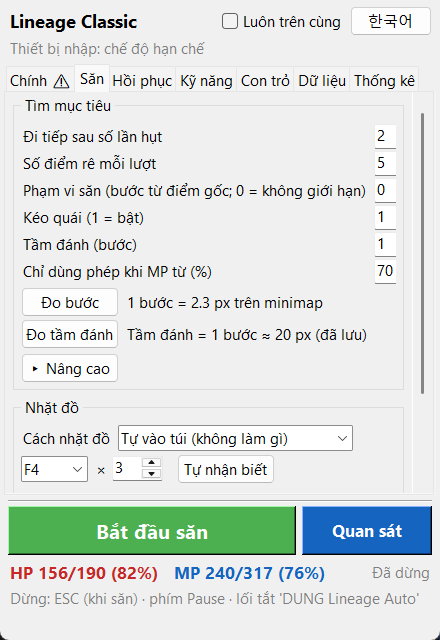 Lineage Classic
Luôn trên cùng
한국어
Thiết bị nhập: chế độ hạn chế
Chính ⚠ Săn Hồi phục Kỹ năng Con trỏ Dữ liệu Thống kê
Tìm mục tiêu
Đi tiếp sau số lần hụt 2
Số điểm rê mỗi lượt 5
Phạm vi săn (bước từ điểm gốc; 0 = không giới hạn) 0
Kéo quái (1 = bật) 1
Tầm đánh (bước) 1
Chỉ dùng phép khi MP từ (%) 70
Đo bước 1 bước = 2.3 px trên minimap
Đo tầm đánh Tầm đánh = 1 bước ≈ 20 px (đã lưu)
▸ Nâng cao
Nhặt đồ
Cách nhặt đồ Tự vào túi (không làm gì)
F4 × 3 Tự nhận biết
Bắt đầu săn Quan sát
HP 156/190 (82%) MP 240/317 (76%) Đã dừng
Dừng: ESC (khi săn) · phím Pause · lối tắt 'DUNG Lineage Auto'